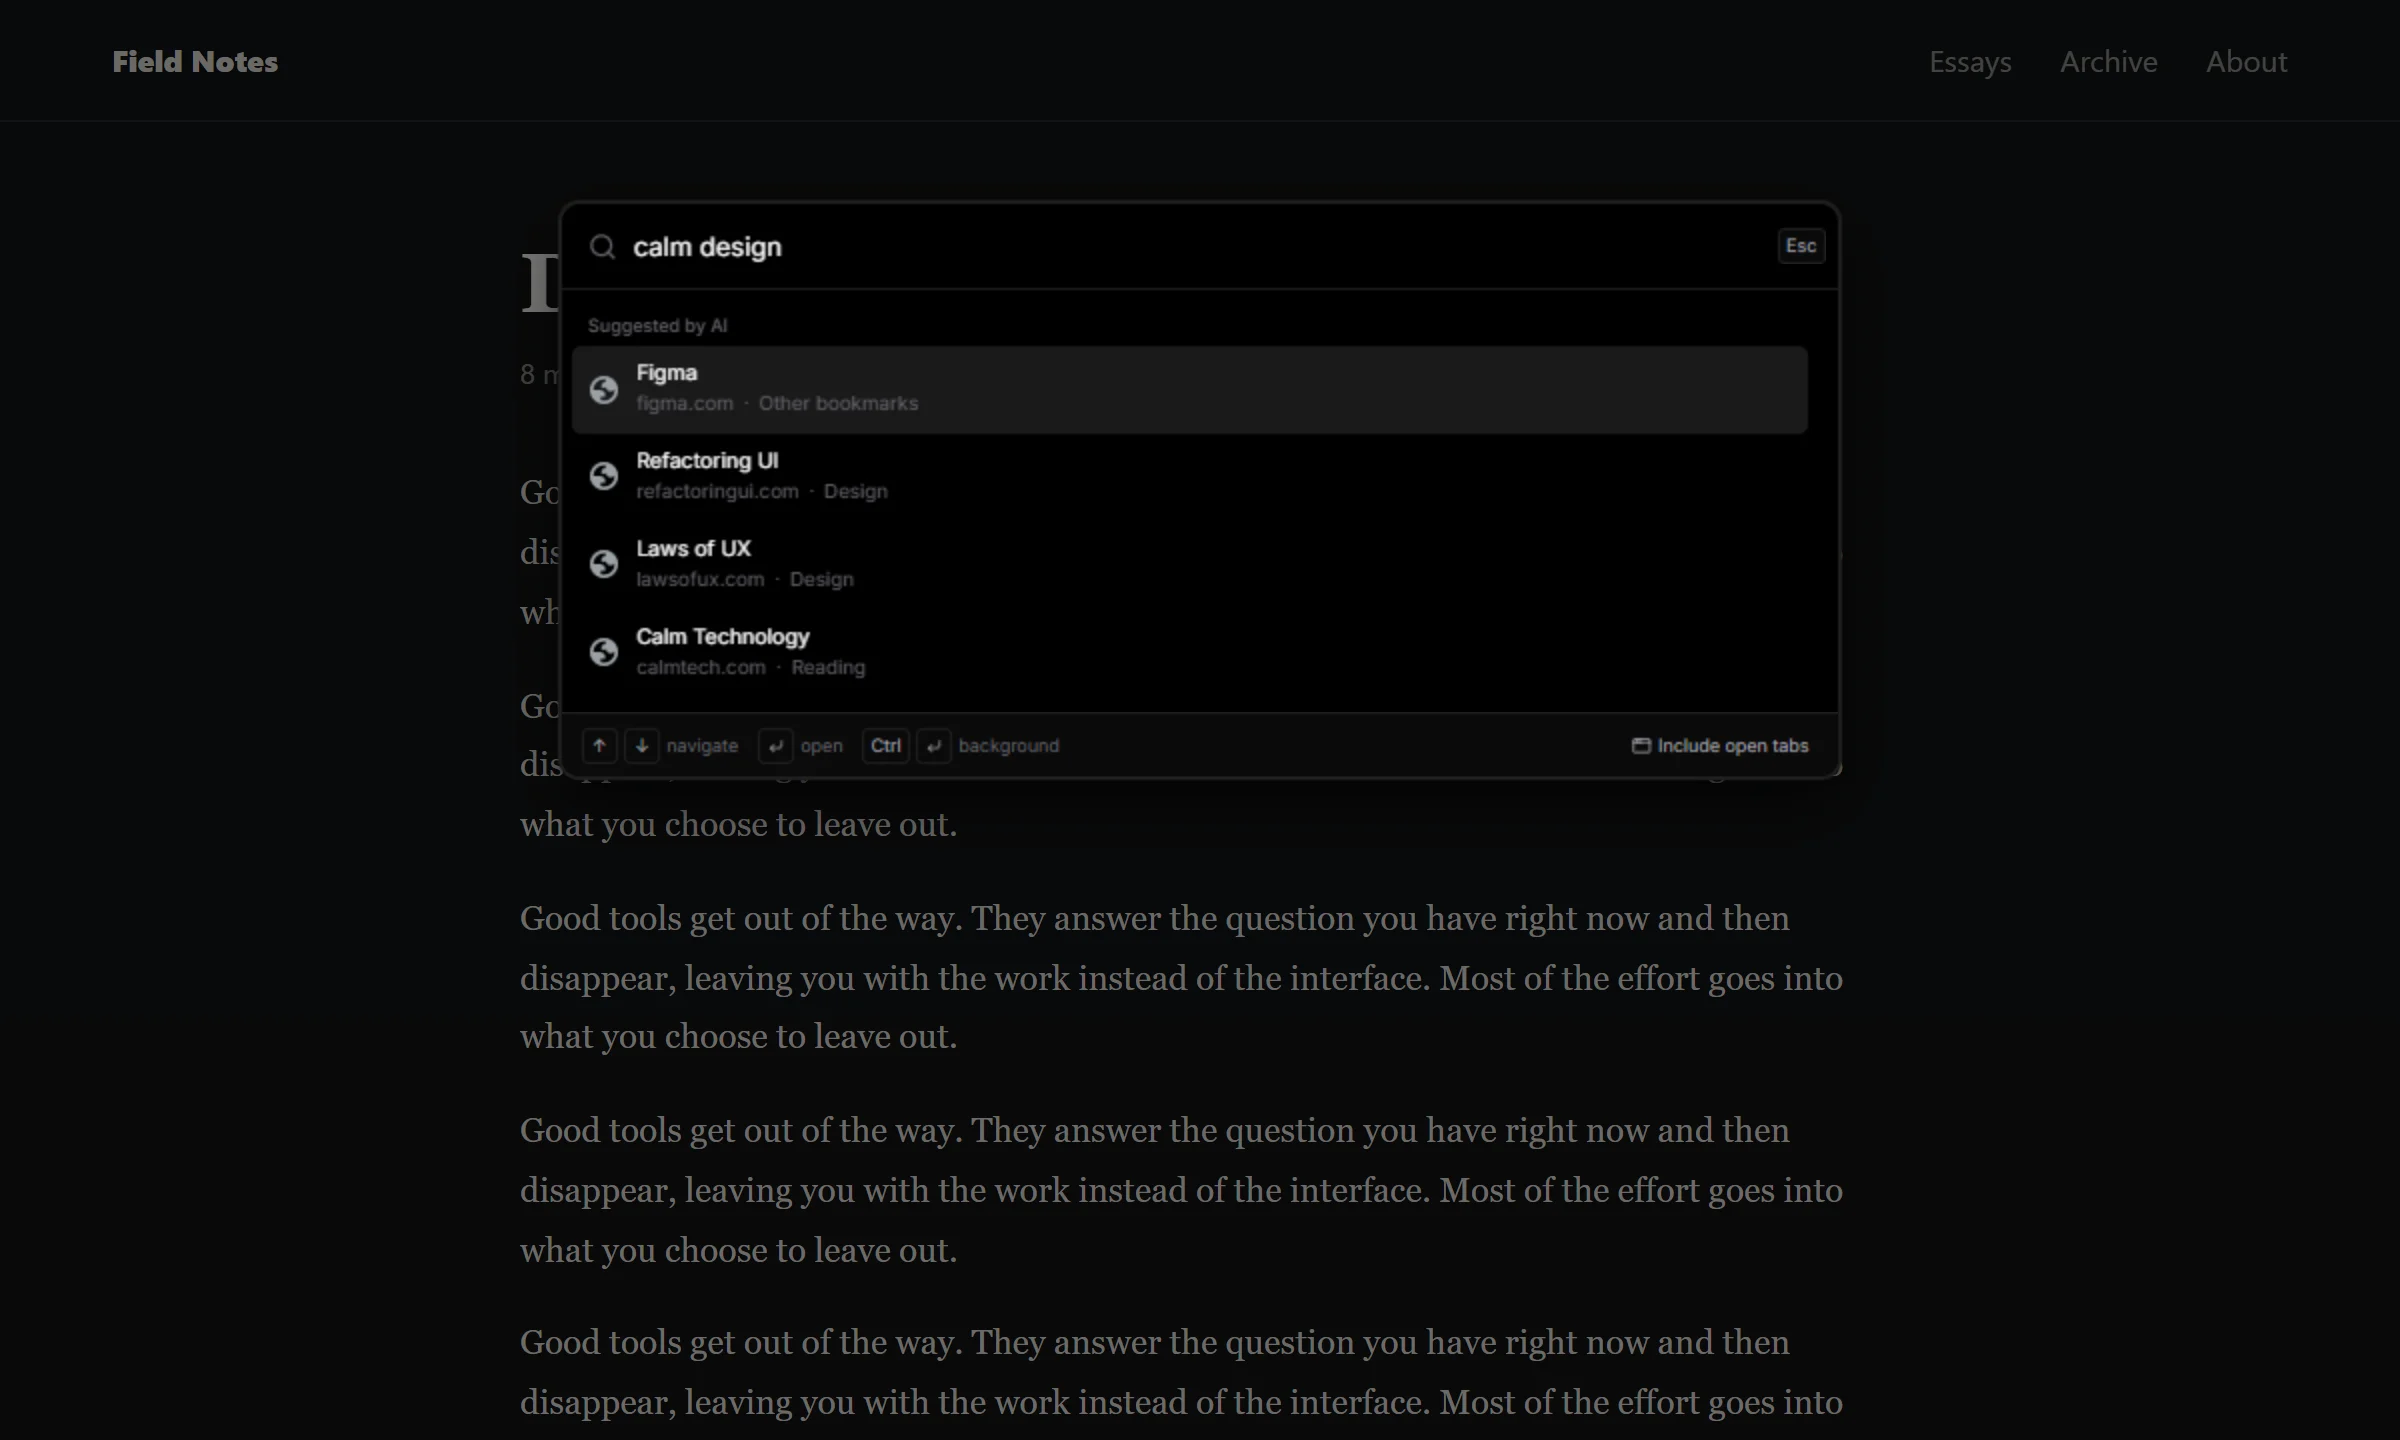 Field Notes
Essays
Archive
About
calm design
Esc
8
Suggested by AI
Figma
figma.com · Other bookmarks
Refactoring UI
refactoringui.com · Design
Laws of UX
lawsofux.com · Design
Calm Technology
calmtech.com · Reading
↑ ↓ navigate ↵ open Ctrl ↵ background
Include open tabs
what you choose to leave out.
Good tools get out of the way. They answer the question you have right now and then
disappear, leaving you with the work instead of the interface. Most of the effort goes into
what you choose to leave out.
Good tools get out of the way. They answer the question you have right now and then
disappear, leaving you with the work instead of the interface. Most of the effort goes into
what you choose to leave out.
Good tools get out of the way. They answer the question you have right now and then
disappear, leaving you with the work instead of the interface. Most of the effort goes into